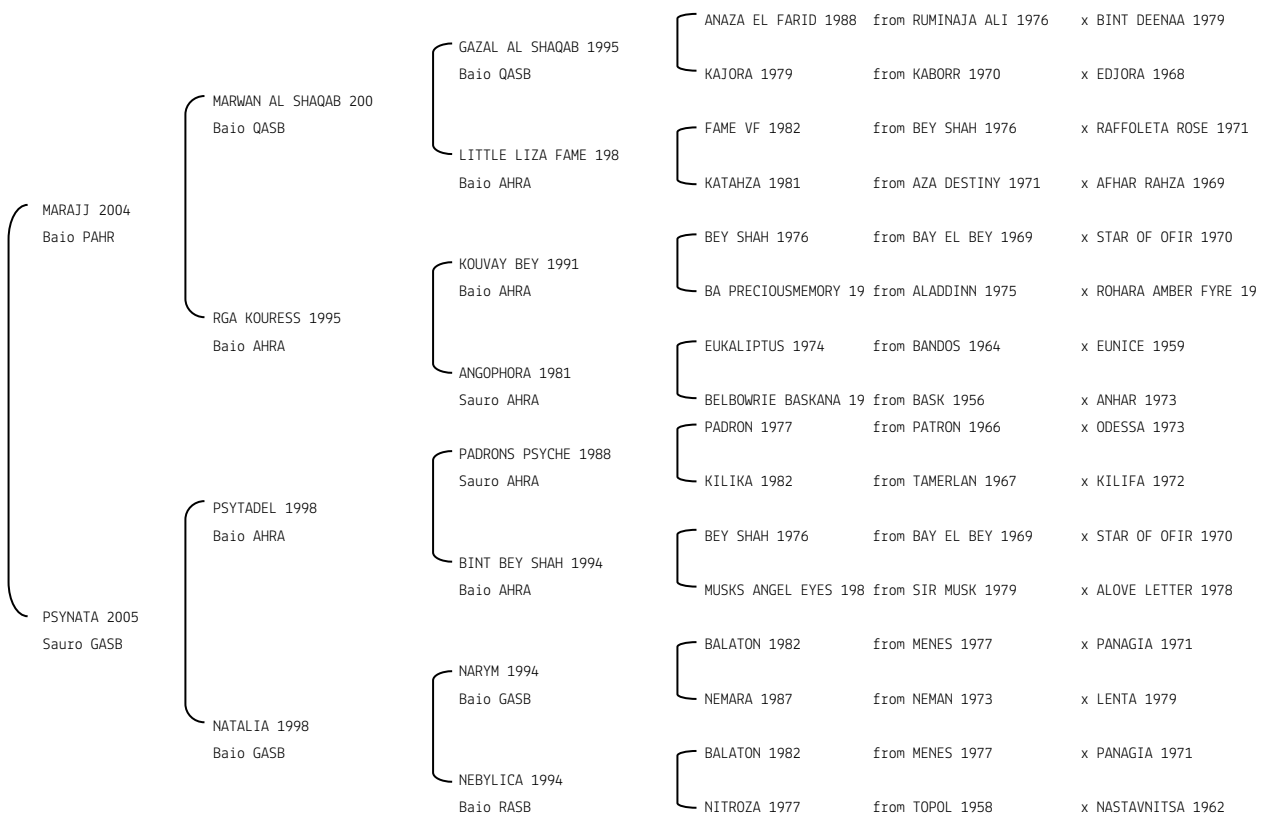 ANAZA EL FARID 1988 from RUMINAJA ALI 1976 x BINT DEENAA 1979
GAZAL AL SHAQAB 1995
Baio QASB
KAJORA 1979 from KABORR 1970 x EDJORA 1968
MARWAN AL SHAQAB 200
Baio QASB
FAME VF 1982 from BEY SHAH 1976 x RAFFOLETA ROSE 1971
LITTLE LIZA FAME 198
Baio AHRA
KATAHZA 1981 from AZA DESTINY 1971 x AFHAR RAHZA 1969
MARAJJ 2004
Baio PAHR
BEY SHAH 1976 from BAY EL BEY 1969 x STAR OF OFIR 1970
KOUVAY BEY 1991
Baio AHRA
BA PRECIOUSMEMORY 19 from ALADDINN 1975 x ROHARA AMBER FYRE 19
RGA KOURESS 1995
Baio AHRA
EUKALIPTUS 1974 from BANDOS 1964 x EUNICE 1959
ANGOPHORA 1981
Sauro AHRA
BELBOWRIE BASKANA 19 from BASK 1956 x ANHAR 1973
PADRON 1977 from PATRON 1966 x ODESSA 1973
PADRONS PSYCHE 1988
Sauro AHRA
KILIKA 1982 from TAMERLAN 1967 x KILIFA 1972
PSYTADEL 1998
Baio AHRA
BEY SHAH 1976 from BAY EL BEY 1969 x STAR OF OFIR 1970
BINT BEY SHAH 1994
Baio AHRA
MUSKS ANGEL EYES 198 from SIR MUSK 1979 x ALOVE LETTER 1978
PSYNATA 2005
Sauro GASB
BALATON 1982 from MENES 1977 x PANAGIA 1971
NARYM 1994
Baio GASB
NEMARA 1987 from NEMAN 1973 x LENTA 1979
NATALIA 1998
Baio GASB
BALATON 1982 from MENES 1977 x PANAGIA 1971
NEBYLICA 1994
Baio RASB
NITROZA 1977 from TOPOL 1958 x NASTAVNITSA 1962